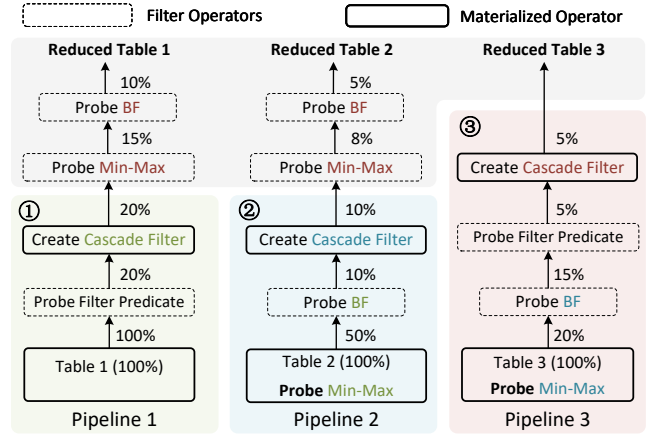 Filter Operators
Materialized Operator
Reduced Table 1
Reduced Table 2
Reduced Table 3
10%
5%
Probe BF
Probe BF
15%
8%
③
5%
Probe Min-Max
Probe Min-Max
Create Cascade Filter
①
20%
②
10%
5%
Create Cascade Filter
Create Cascade Filter
Probe Filter Predicate
20%
10%
15%
Probe Filter Predicate
Probe BF
Probe BF
100%
50%
20%
Table 1 (100%)
Table 2 (100%)
Probe Min-Max
Table 3 (100%)
Probe Min-Max
Pipeline 1
Pipeline 2
Pipeline 3